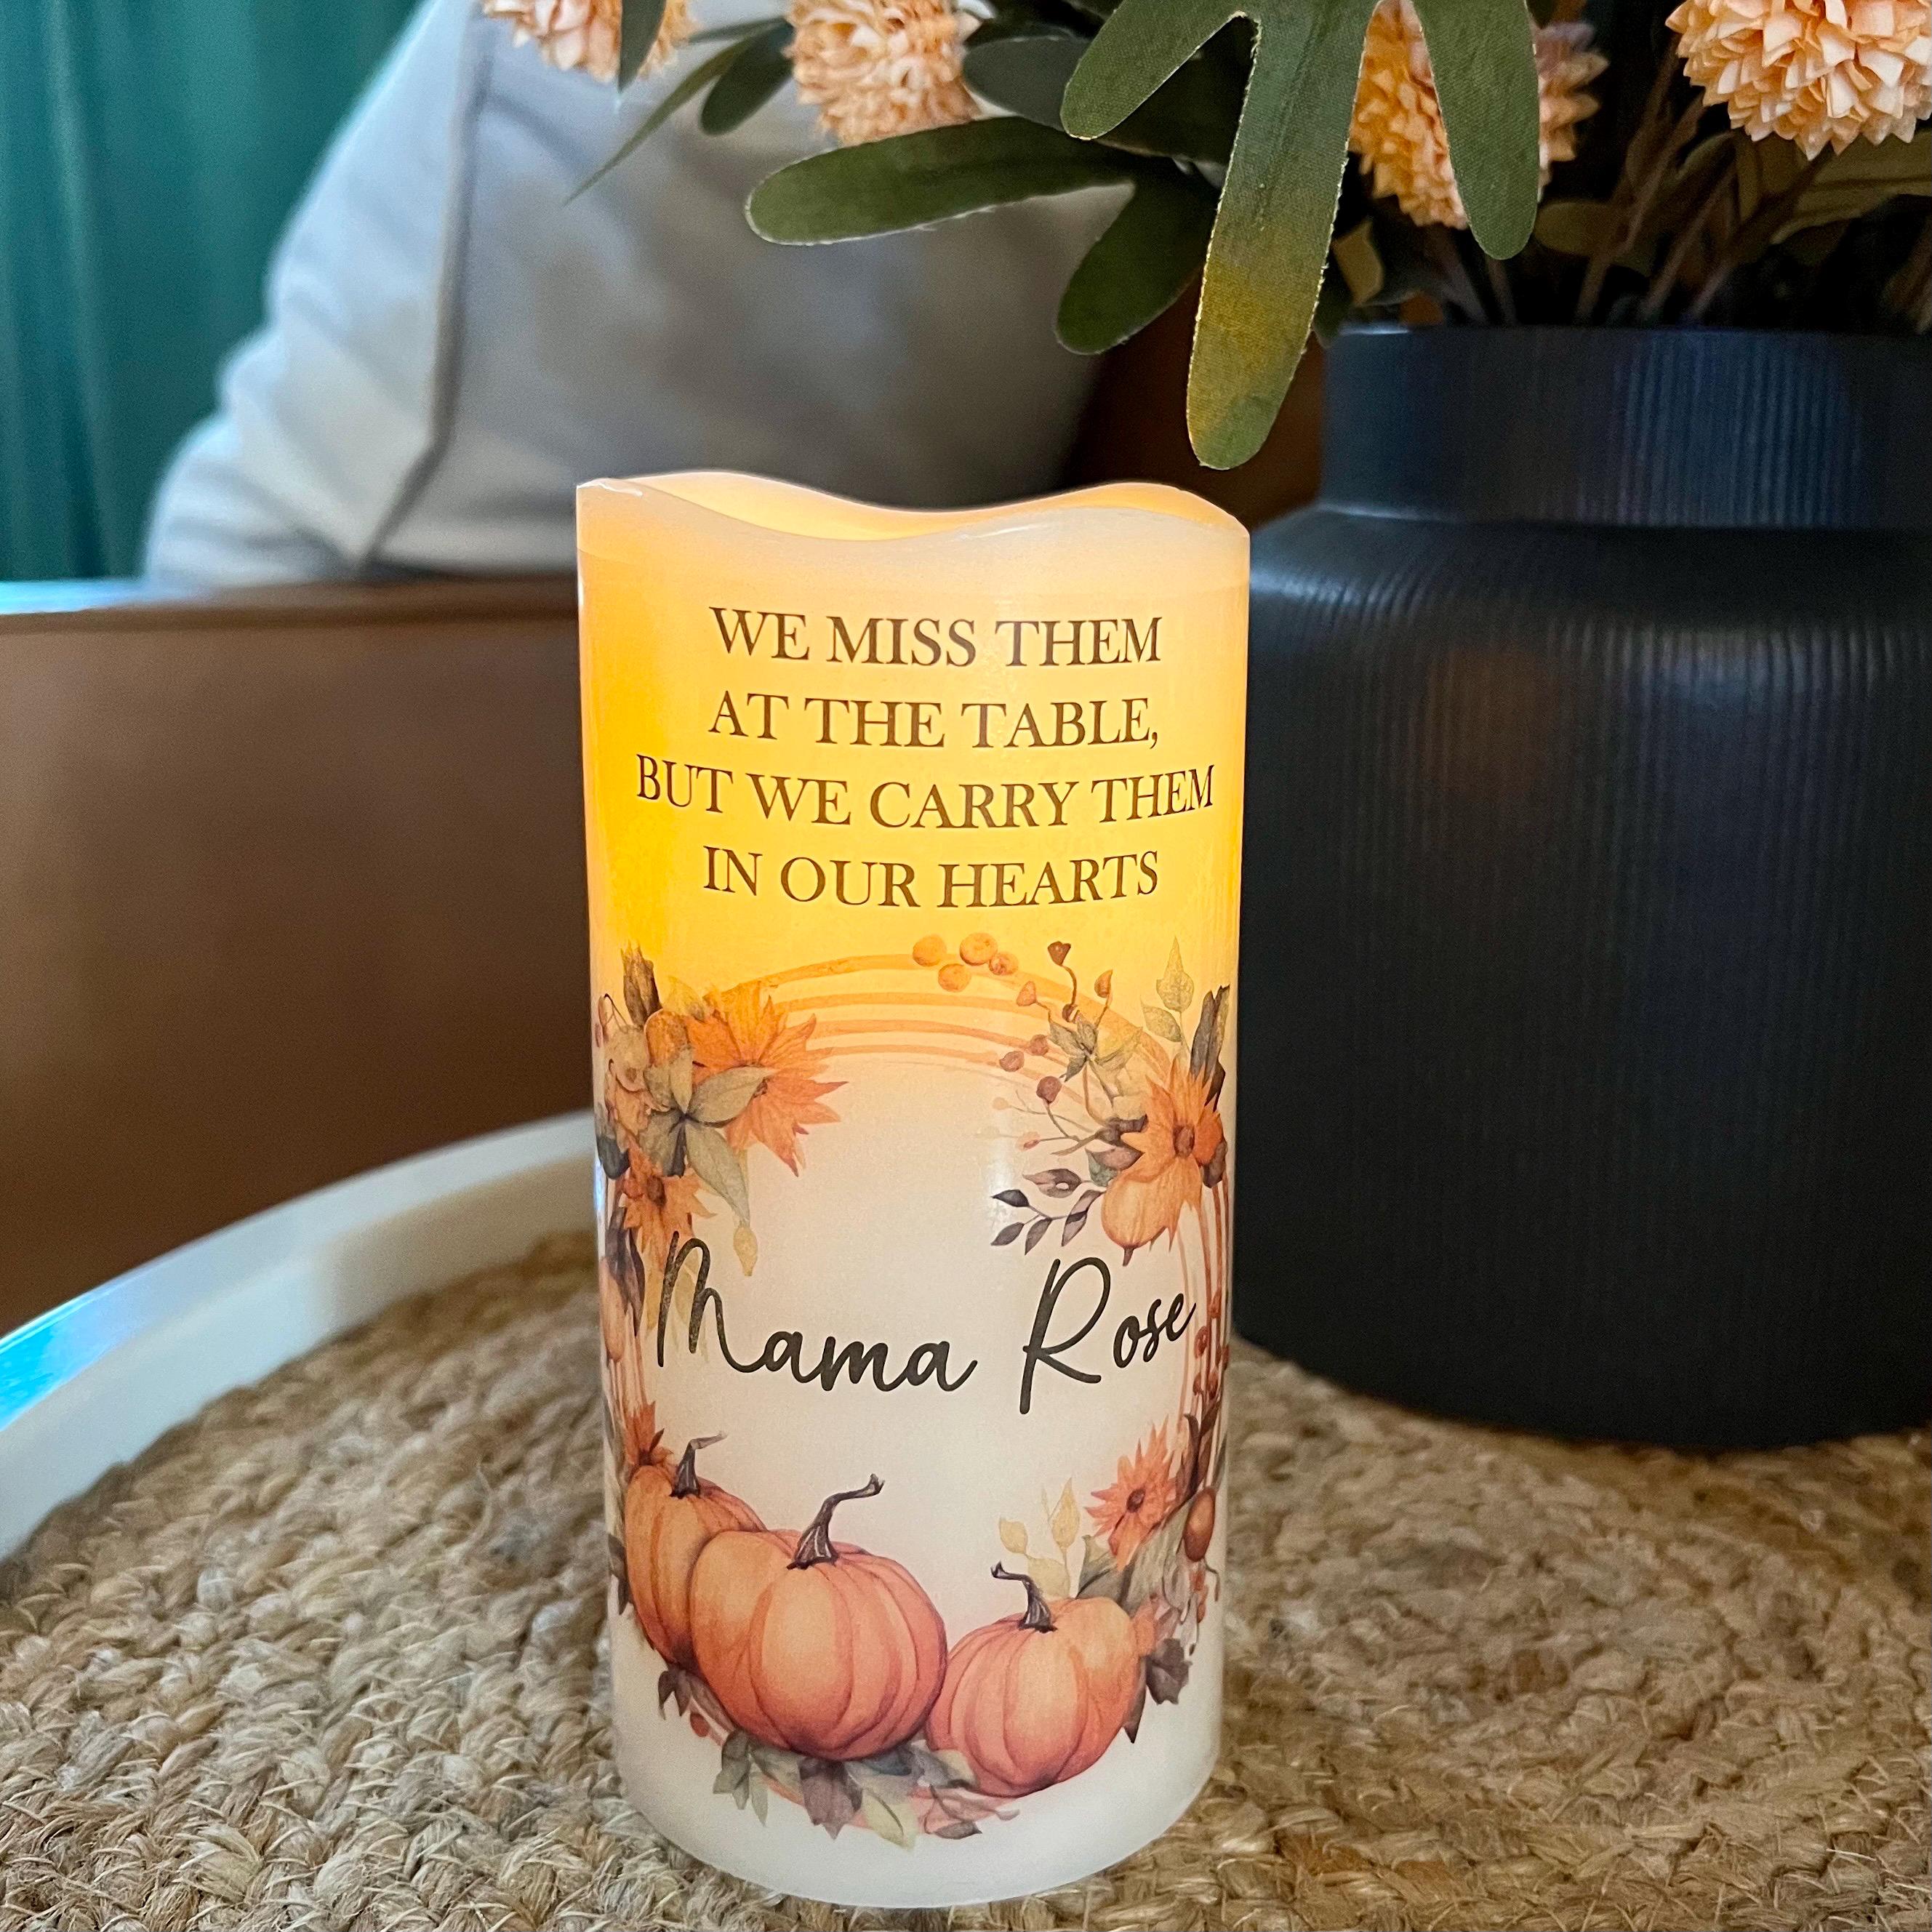 WE MISS THEM
AT THE TABLE,
BUT WE CARRY THEM
IN OUR HEARTS
Mama Rose